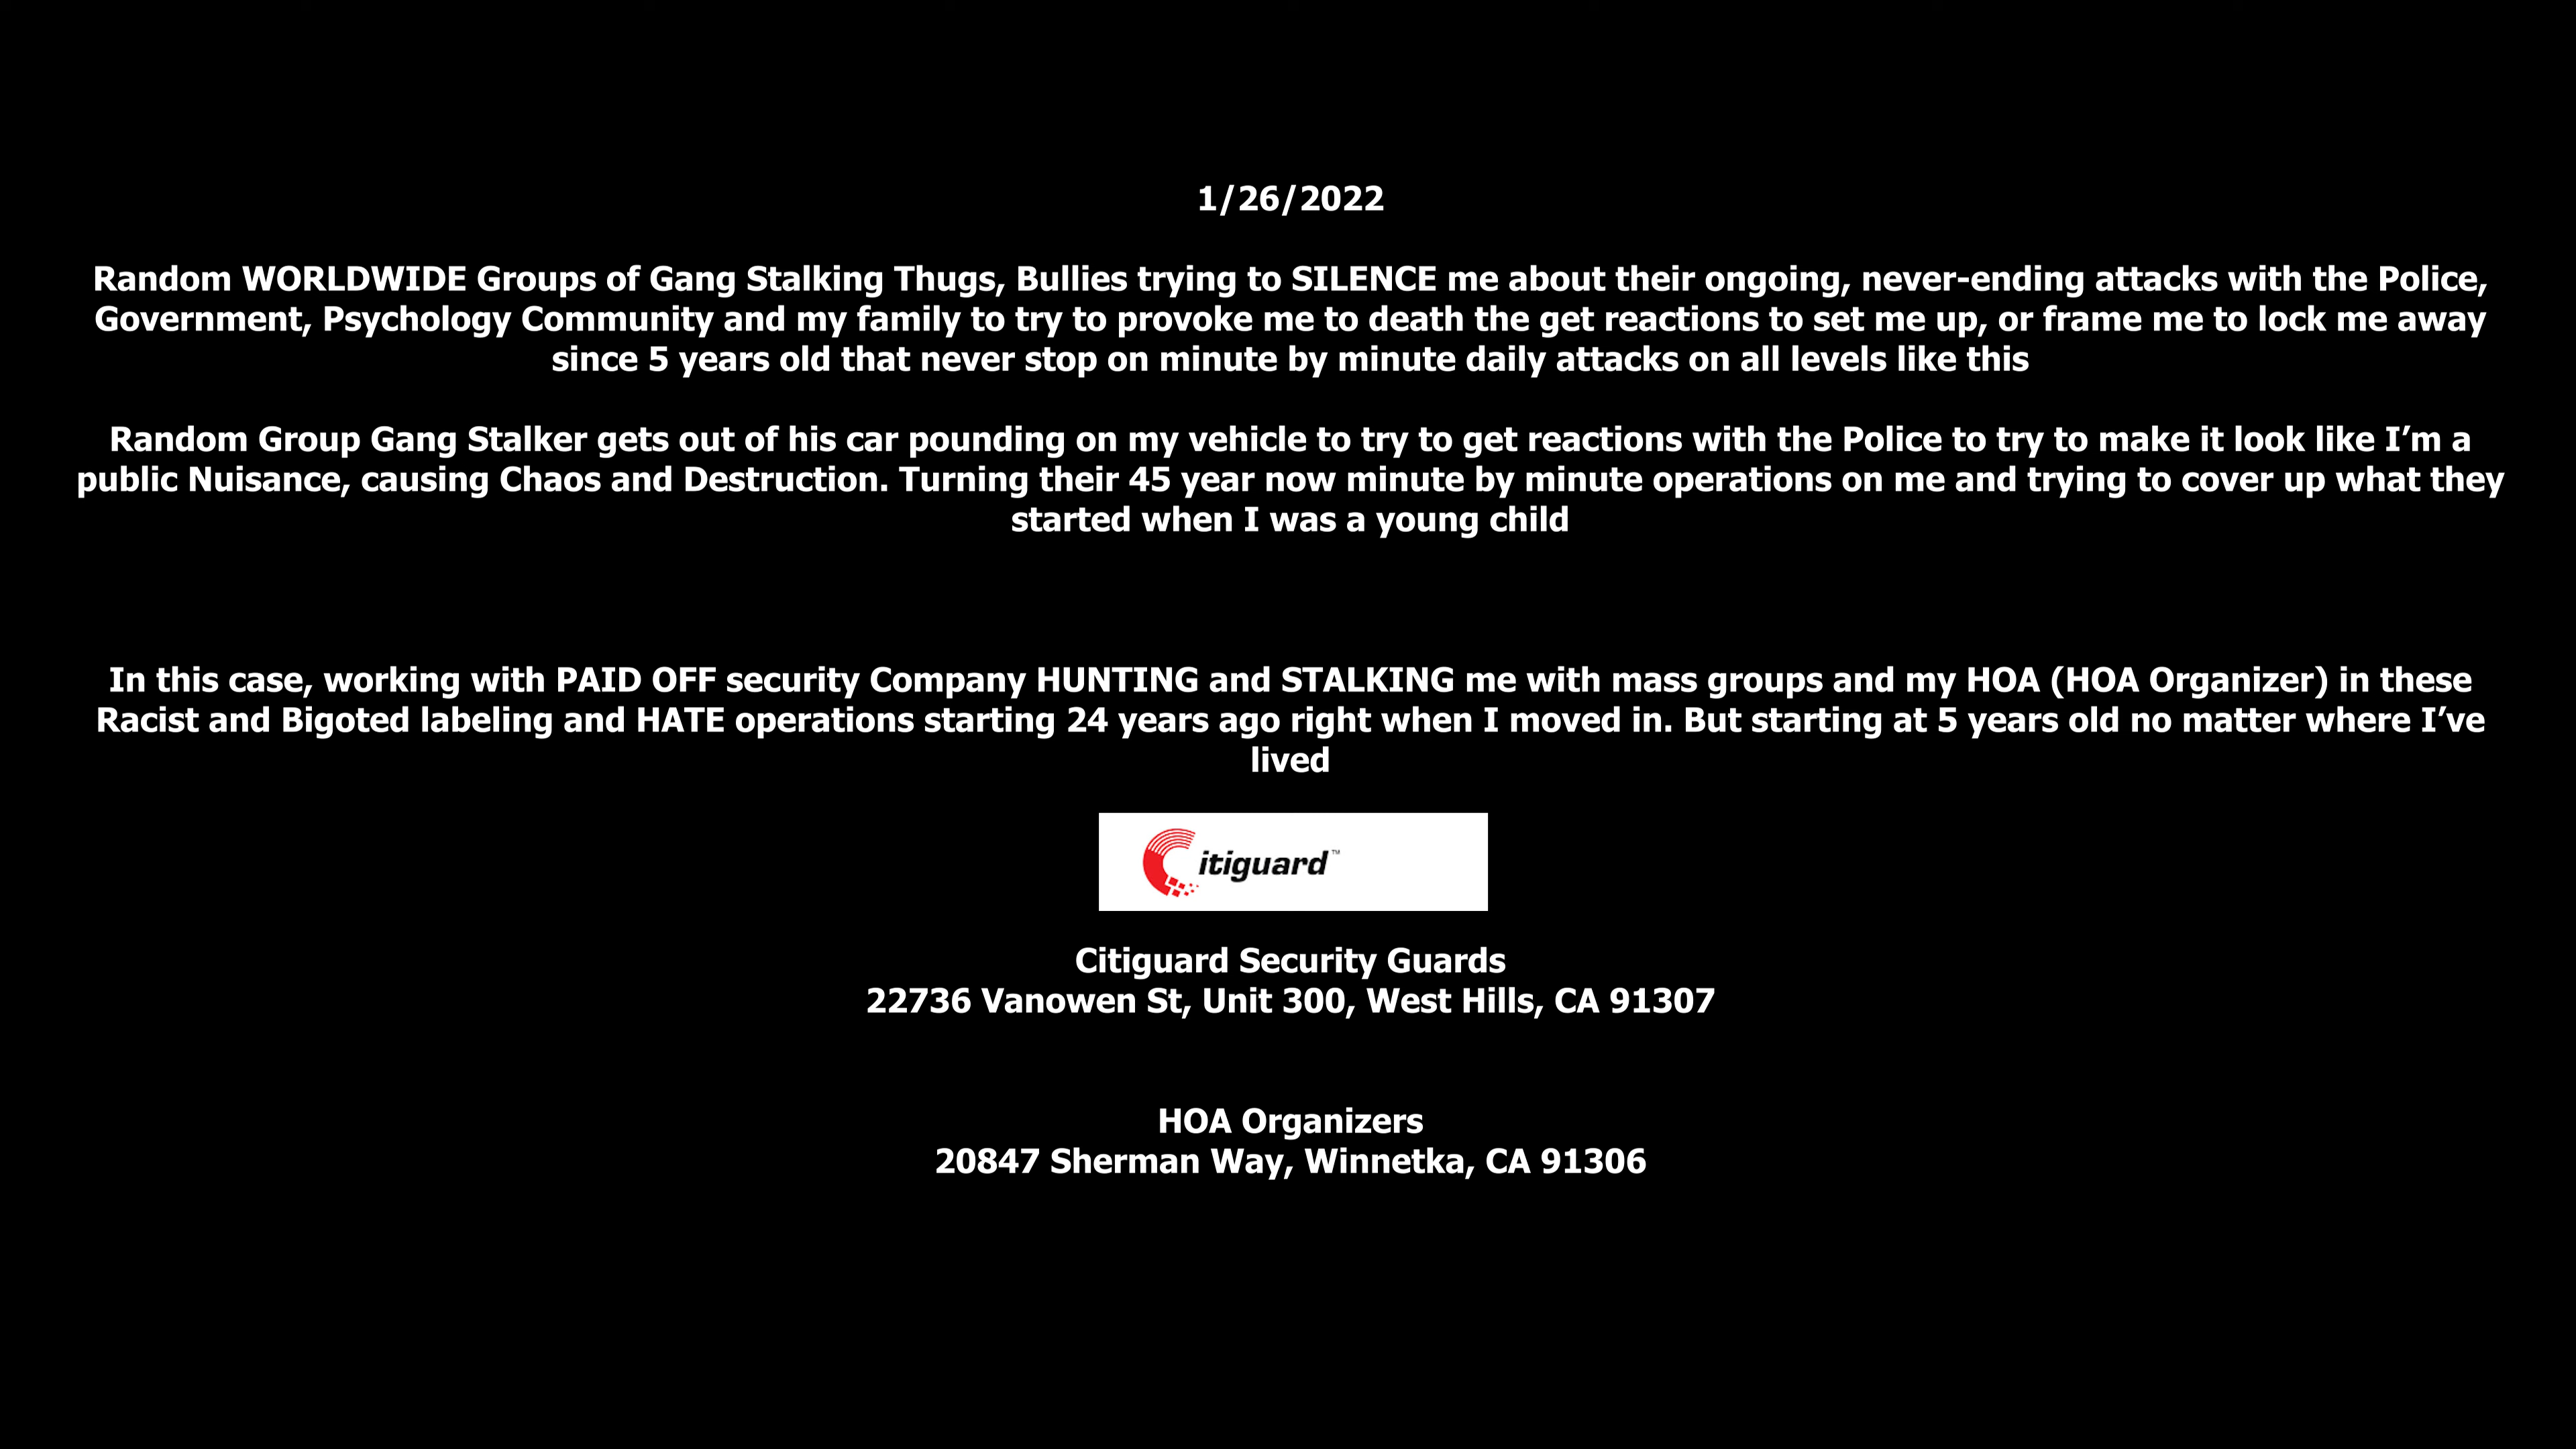 1/26/2022
Random WORLDWIDE Groups of Gang Stalking Thugs, Bullies trying to SILENCE me about their ongoing, never-ending attacks with the Police,
Government, Psychology Community and my family to try to provoke me to death the get reactions to set me up, or frame me to lock me away
since 5 years old that never stop on minute by minute daily attacks on all levels like this
Random Group Gang Stalker gets out of his car pounding on my vehicle to try to get reactions with the Police to try to make it look like I’m a
public Nuisance, causing Chaos and Destruction. Turning their 45 year now minute by minute operations on me and trying to cover up what they
started when I was a young child
In this case, working with PAID OFF security Company HUNTING and STALKING me with mass groups and my HOA (HOA Organizer) in these
Racist and Bigoted labeling and HATE operations starting 24 years ago right when I moved in. But starting at 5 years old no matter where I’ve
lived
Citiguard™
Citiguard Security Guards
22736 Vanowen St, Unit 300, West Hills, CA 91307
HOA Organizers
20847 Sherman Way, Winnetka, CA 91306